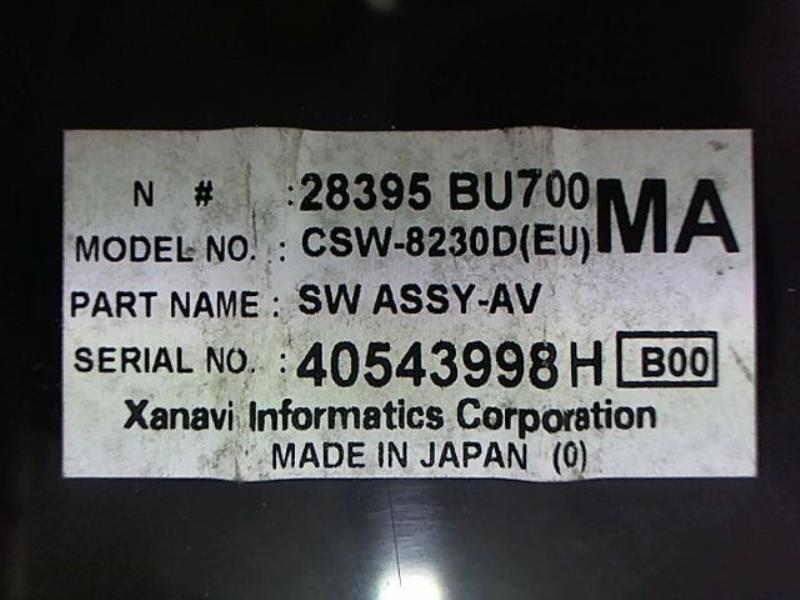 N # : 28395 BU700 MA
MODEL NO. : CSW-8230D(EU)
PART NAME : SW ASSY-AV
SERIAL NO. : 40543998H B00
Xanavi Informatics Corporation
MADE IN JAPAN (0)